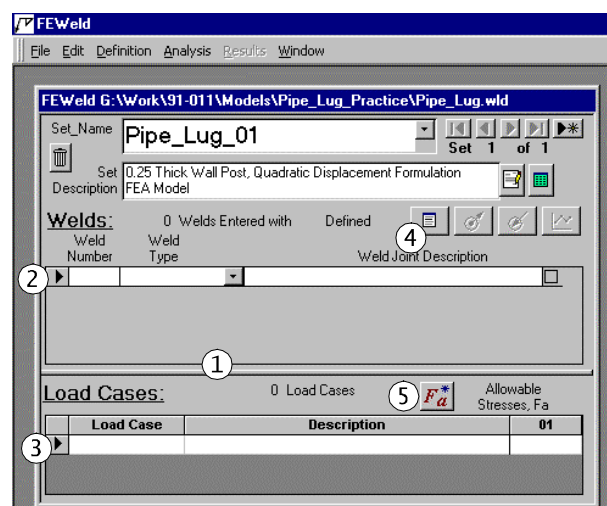 FEWeld
File Edit Definition Analysis Results Window
FEWeld G:\Work\91-011\Models\Pipe_Lug_Practice\Pipe_Lug.wld
Set_Name Pipe_Lug_01
Set 1 of 1
Set Description 0.25 Thick Wall Post, Quadratic Displacement Formulation
FEA Model
Welds: 0 Welds Entered with Defined
4
Weld Number Weld Type Weld Joint Description
2
1
Load Cases: 0 Load Cases 5 Fa* Allowable Stresses, Fa
Load Case Description 01
3